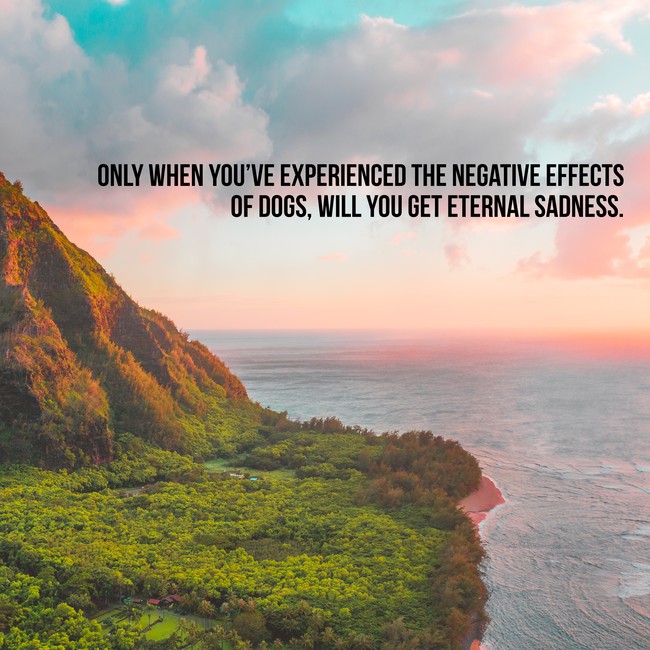 ONLY WHEN YOU'VE EXPERIENCED THE NEGATIVE EFFECTS
OF DOGS, WILL YOU GET ETERNAL SADNESS.